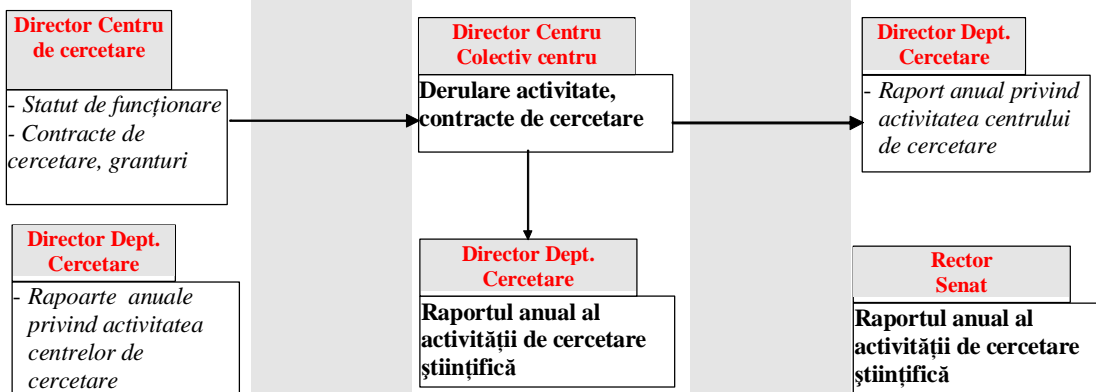 Director Centru
de cercetare
- Statut de funcționare
- Contracte de
cercetare, granturi
Director Centru
Colectiv centru
Derulare activitate,
contracte de cercetare
Director Dept.
Cercetare
- Raport anual privind
activitatea centrului
de cercetare
Director Dept.
Cercetare
- Rapoarte anuale
privind activitatea
centrelor de
cercetare
Director Dept.
Cercetare
Raportul anual al
activității de cercetare
științifică
Rector
Senat
Raportul anual al
activității de cercetare
științifică